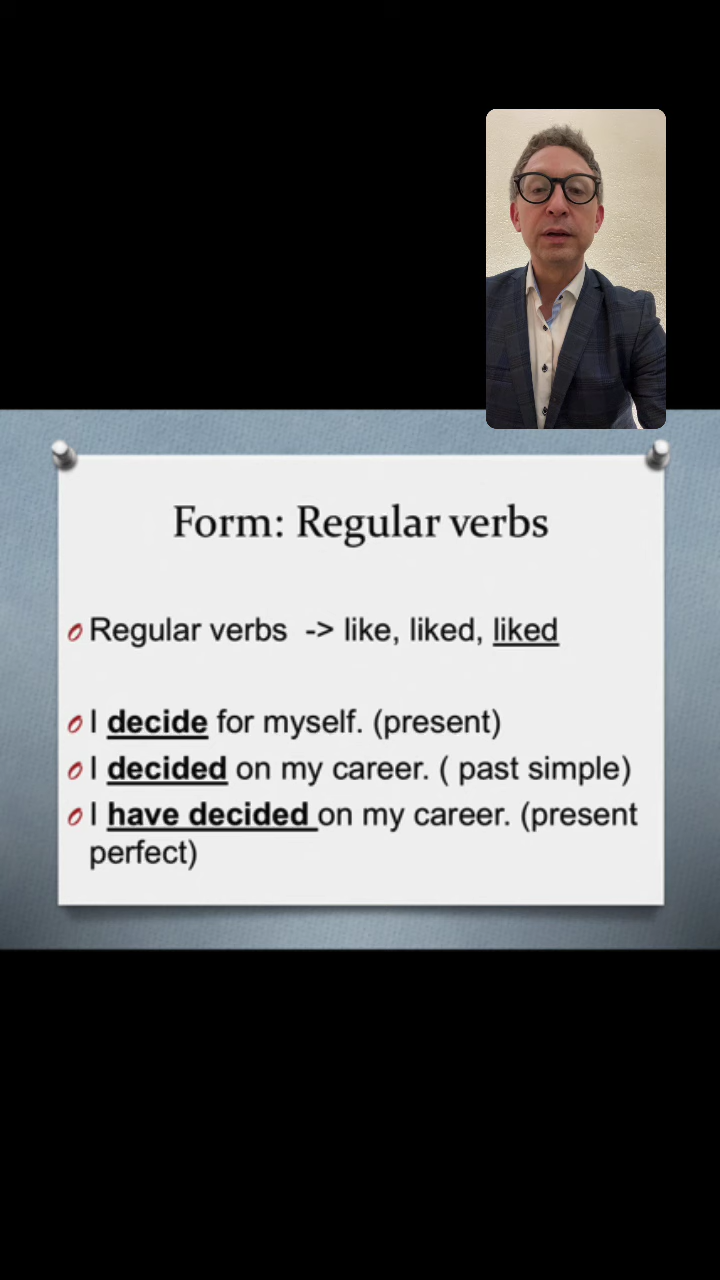 Form: Regular verbs
Regular verbs -> like, liked, liked
I decide for myself. (present)
I decided on my career. ( past simple)
I have decided on my career. (present
perfect)